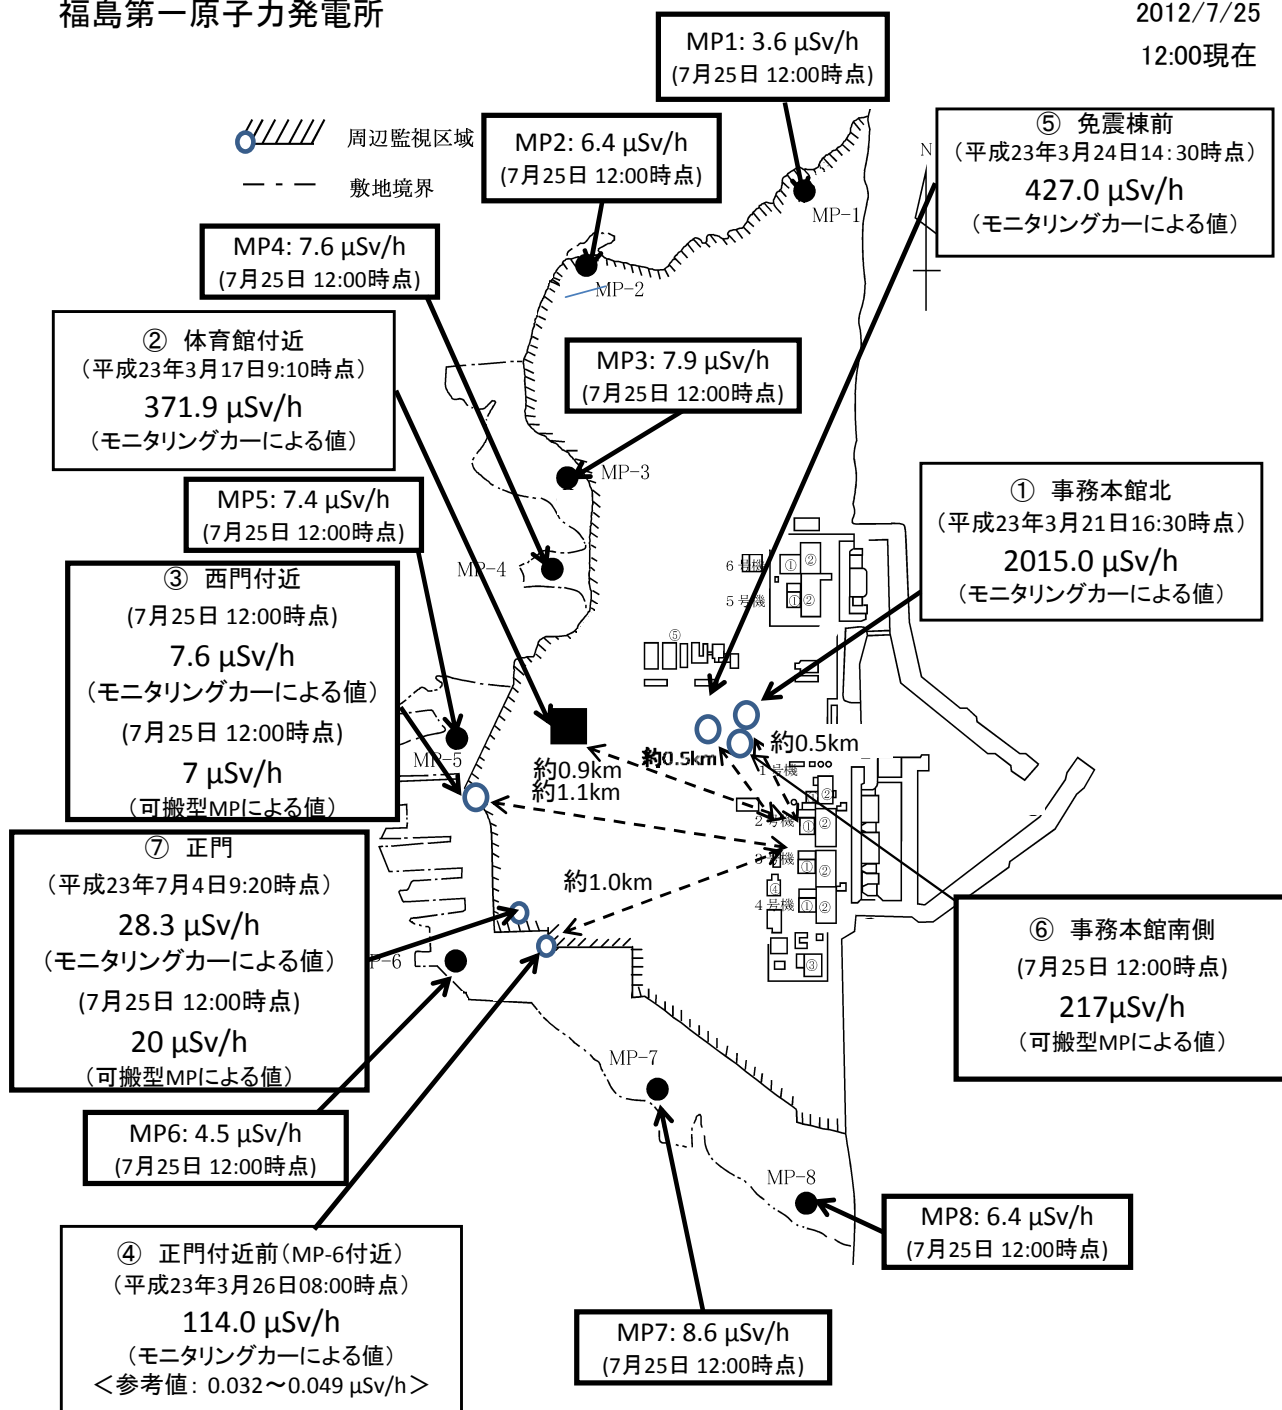 福島第一原子力発電所
2012/7/25
12:00現在
周辺監視区域
敷地境界
N
MP1: 3.6 μSv/h
(7月25日 12:00時点)
MP-1
MP2: 6.4 μSv/h
(7月25日 12:00時点)
MP-2
⑤ 免震棟前
（平成23年3月24日14:30時点）
427.0 μSv/h
（モニタリングカーによる値）
MP4: 7.6 μSv/h
(7月25日 12:00時点)
② 体育館付近
（平成23年3月17日9:10時点）
371.9 μSv/h
（モニタリングカーによる値）
MP3: 7.9 μSv/h
(7月25日 12:00時点)
MP-3
MP5: 7.4 μSv/h
(7月25日 12:00時点)
MP-4
① 事務本館北
（平成23年3月21日16:30時点）
2015.0 μSv/h
（モニタリングカーによる値）
③ 西門付近
(7月25日 12:00時点)
7.6 μSv/h
（モニタリングカーによる値）
(7月25日 12:00時点)
7 μSv/h
（可搬型MPによる値）
MP-5
6号機
① ②
5号機
① ②
⑤
約0.9km
約1.1km
約0.5km
約0.5km
1号機
②
2号機
① ②
3号機
① ②
④
4号機
① ②
③
約1.0km
⑦ 正門
（平成23年7月4日9:20時点）
28.3 μSv/h
（モニタリングカーによる値）
(7月25日 12:00時点)
20 μSv/h
（可搬型MPによる値）
P-6
⑥ 事務本館南側
(7月25日 12:00時点)
217μSv/h
（可搬型MPによる値）
MP6: 4.5 μSv/h
(7月25日 12:00時点)
MP-7
MP-8
MP8: 6.4 μSv/h
(7月25日 12:00時点)
④ 正門付近前（MP-6付近）
（平成23年3月26日08:00時点）
114.0 μSv/h
（モニタリングカーによる値）
＜参考値: 0.032～0.049 μSv/h＞
MP7: 8.6 μSv/h
(7月25日 12:00時点)